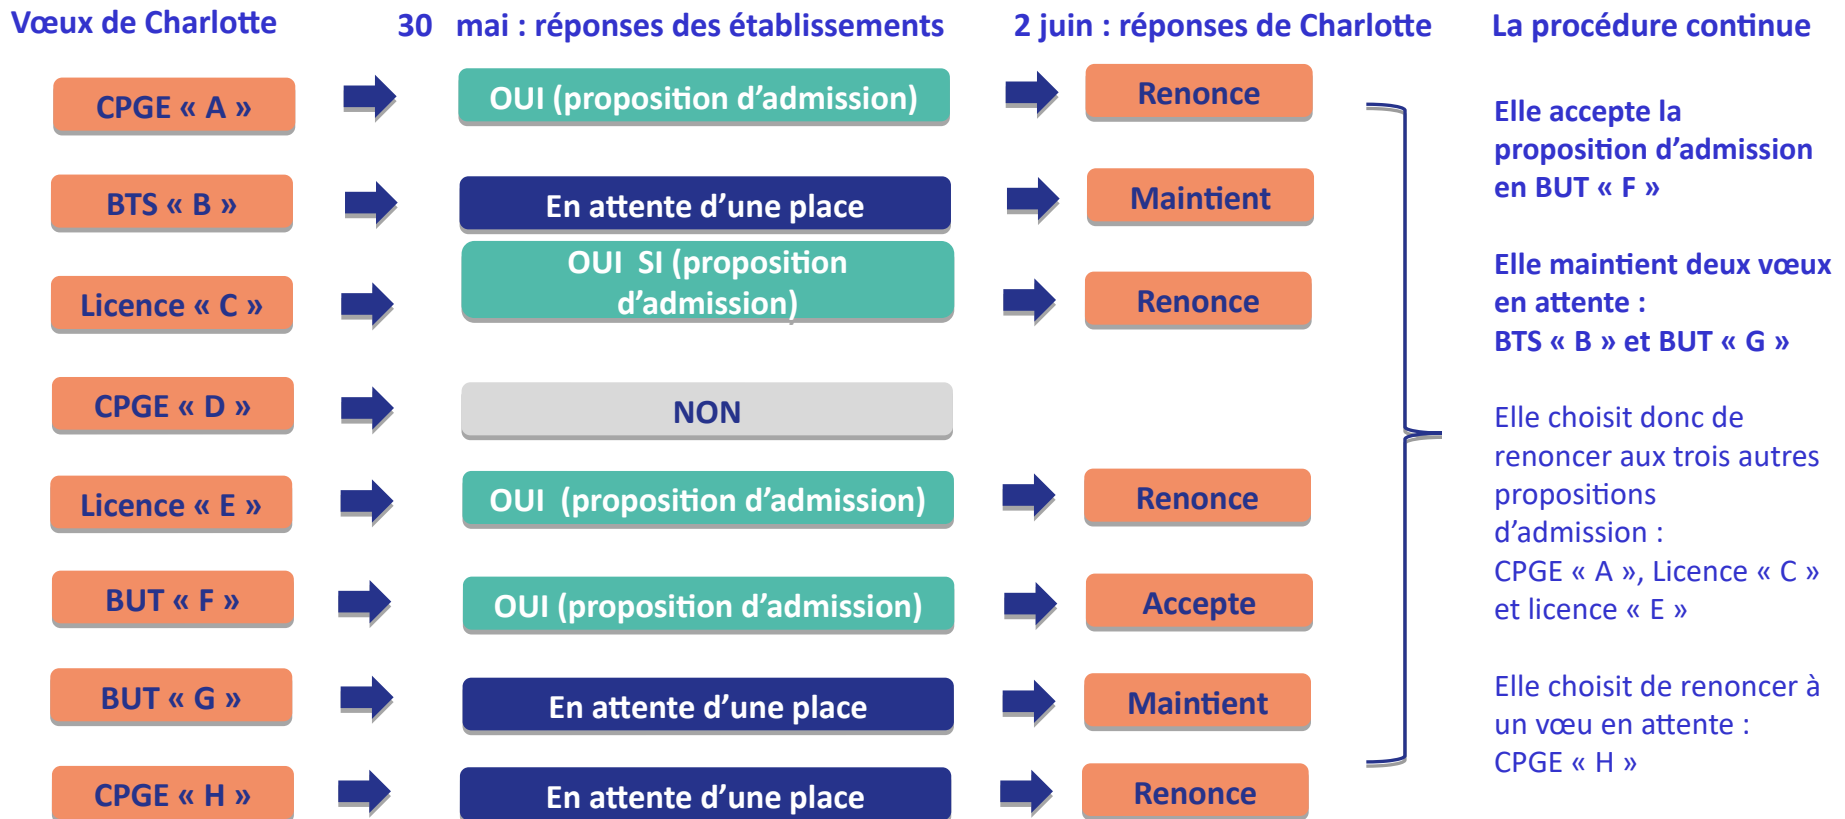 Vœux de Charlotte
30 mai : réponses des établissements
2 juin : réponses de Charlotte
La procédure continue
CPGE « A »
OUI (proposition d’admission)
Renonce
BTS « B »
En attente d’une place
Maintient
Licence « C »
OUI SI (proposition
d’admission)
Renonce
CPGE « D »
NON
Licence « E »
OUI (proposition d’admission)
Renonce
BUT « F »
OUI (proposition d’admission)
Accepte
BUT « G »
En attente d’une place
Maintient
CPGE « H »
En attente d’une place
Renonce
Elle accepte la
proposition d’admission
en BUT « F »
Elle maintient deux vœux
en attente :
BTS « B » et BUT « G »
Elle choisit donc de
renoncer aux trois autres
propositions
d’admission :
CPGE « A », Licence « C »
et licence « E »
Elle choisit de renoncer à
un vœu en attente :
CPGE « H »